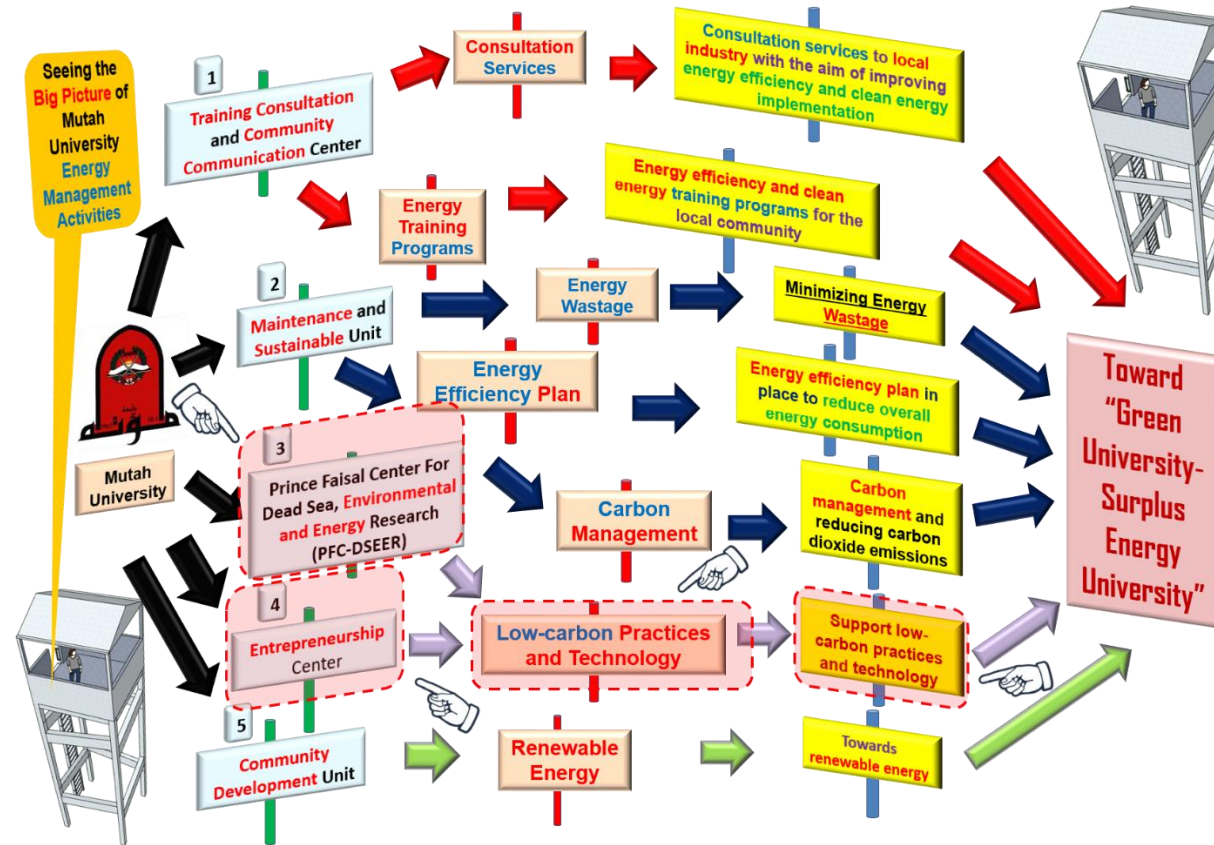 Seeing the
Big Picture of
Mutah
University
Energy
Management
Activities
1
Training Consultation
and Community
Communication Center
Consultation
Services
Consultation services to local
industry with the aim of improving
energy efficiency and clean energy
implementation
Energy
Training
Programs
Energy efficiency and clean
energy training programs for the
local community
2
Maintenance and
Sustainable Unit
Energy
Wastage
Minimizing Energy
Wastage
Energy
Efficiency Plan
Energy efficiency plan in
place to reduce overall
energy consumption
Mutah
University
3
Prince Faisal Center For
Dead Sea, Environmental
and Energy Research
(PFC-DSEER)
Carbon
Management
Carbon
management and
reducing carbon
dioxide emissions
4
Entrepreneurship
Center
Low-carbon Practices
and Technology
Support low-
carbon practices
and technology
5
Community
Development Unit
Renewable
Energy
Towards
renewable energy
Toward
“Green
University-
Surplus
Energy
University”